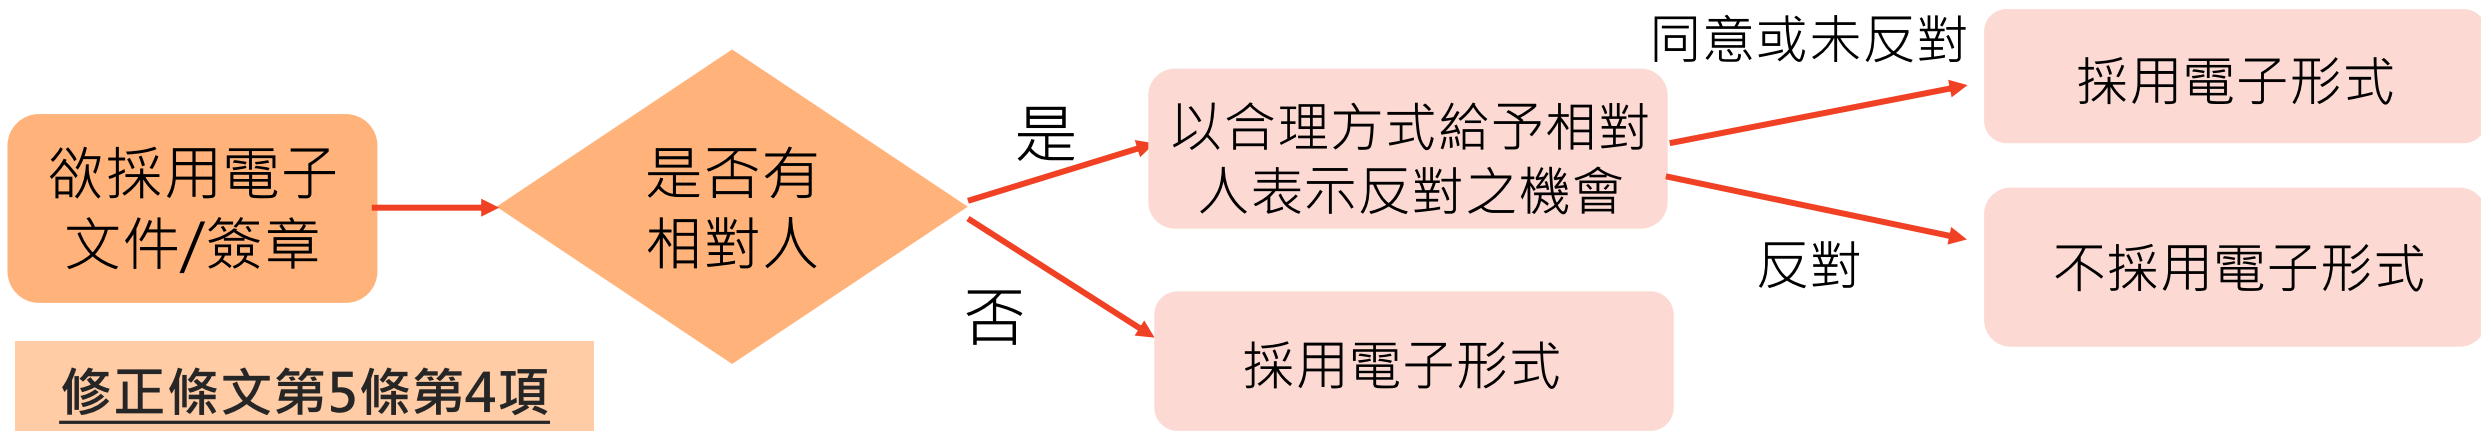 欲採用電子
文件/簽章
修正條文第5條第4項
是否有
相對人
是
否
以合理方式給予相對
人表示反對之機會
採用電子形式
同意或未反對
反對
採用電子形式
不採用電子形式